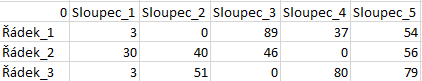 0 Sloupec_1 Sloupec_2 Sloupec_3 Sloupec_4 Sloupec_5
Řádek_1 3 0 89 37 54
Řádek_2 30 40 46 0 56
Řádek_3 3 51 0 80 79